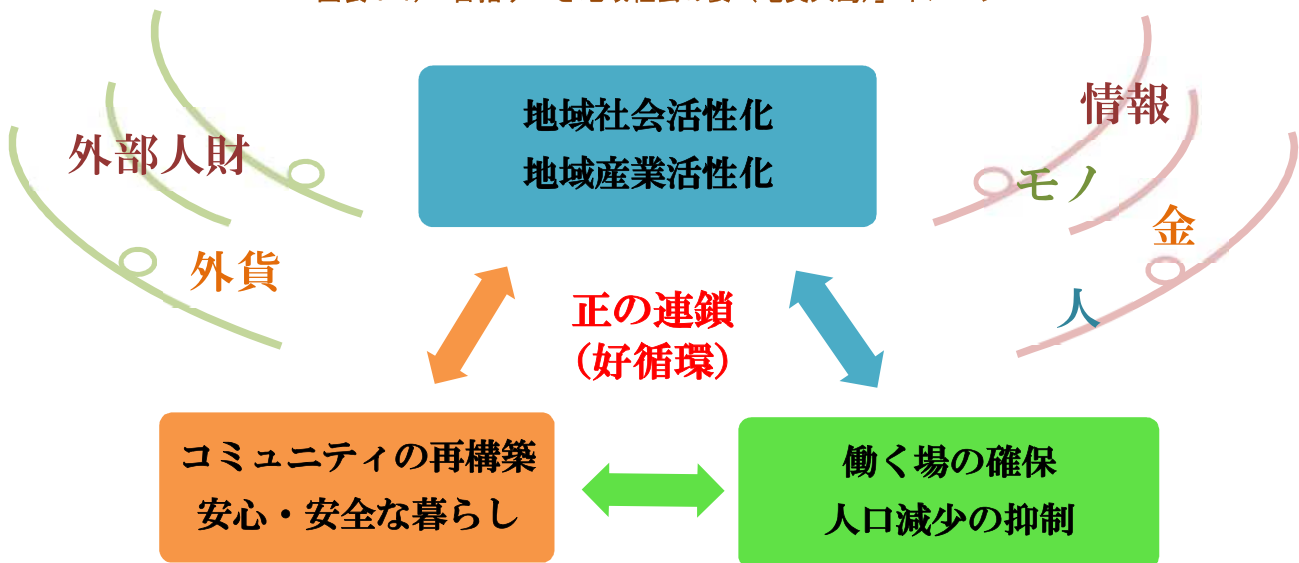 地域社会活性化
地域産業活性化
外部人財
外貨
情報
モノ
金
人
正の連鎖
（好循環）
コミュニティの再構築
安心・安全な暮らし
働く場の確保
人口減少の抑制